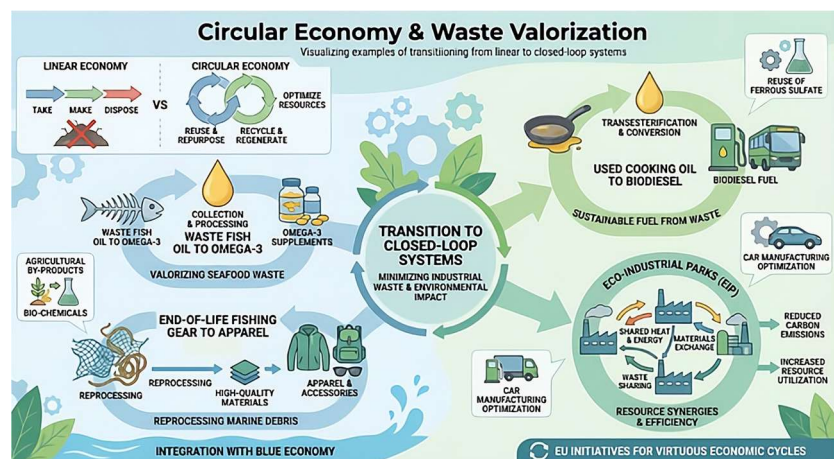 Circular Economy & Waste Valorization
Visualizing examples of transitioning from linear to closed-loop systems
LINEAR ECONOMY
TAKE
MAKE
DISPOSE
VS
CIRCULAR ECONOMY
OPTIMIZE
RESOURCES
REUSE &
REPURPOSE
RECYCLE &
REGENERATE
WASTE FISH
OIL TO OMEGA-3
COLLECTION
& PROCESSING
WASTE FISH
OIL TO OMEGA-3
OMEGA-3
SUPPLEMENTS
VALORIZING SEAFOOD WASTE
AGRICULTURAL
BY-PRODUCTS
BIO-CHEMICALS
END-OF-LIFE FISHING
GEAR TO APPAREL
REPROCESSING
REPROCESSING
HIGH-QUALITY
MATERIALS
APPAREL &
ACCESSORIES
REPROCESSING MARINE DEBRIS
INTEGRATION WITH BLUE ECONOMY
TRANSITION TO
CLOSED-LOOP
SYSTEMS
MINIMIZING INDUSTRIAL
WASTE & ENVIRONMENTAL
IMPACT
TRANSESTERIFICATION
& CONVERSION
USED COOKING OIL
TO BIODIESEL
BIODIESEL FUEL
SUSTAINABLE FUEL FROM WASTE
REUSE OF
FERROUS SULFATE
CAR MANUFACTURING
OPTIMIZATION
ECO-INDUSTRIAL PARKS (EIP)
SHARED HEAT
& ENERGY
MATERIALS
EXCHANGE
WASTE
SHARING
RESOURCE SYNERGIES
& EFFICIENCY
REDUCED
CARBON
EMISSIONS
INCREASED
RESOURCE
UTILIZATION
CAR
MANUFACTURING
OPTIMIZATION
EU INITIATIVES FOR VIRTUOUS ECONOMIC CYCLES